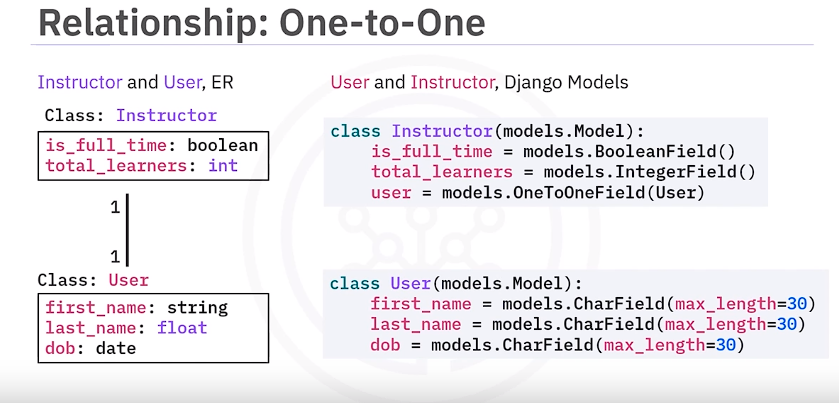 Relationship: One-to-One
Instructor and User, ER
Class: Instructor
is_full_time: boolean
total_learners: int
1
1
Class: User
first_name: string
last_name: float
dob: date
User and Instructor, Django Models
class Instructor(models.Model):
is_full_time = models.BooleanField()
total_learners = models.IntegerField()
user = models.OneToOneField(User)
class User(models.Model):
first_name = models.CharField(max_length=30)
last_name = models.CharField(max_length=30)
dob = models.CharField(max_length=30)